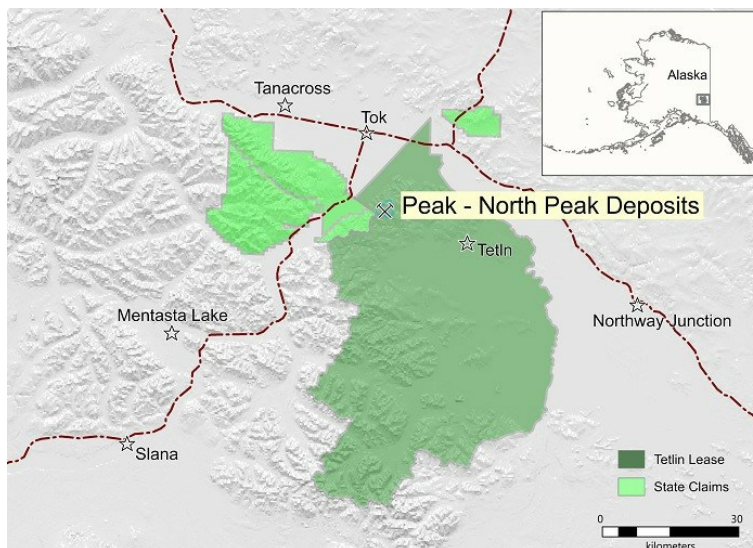 Alaska
Tanacross
Tok
Peak - North Peak Deposits
Tetln
Mentasta Lake
Northway Junction
Slana
Tetlin Lease
State Claims
0 30
kilometers